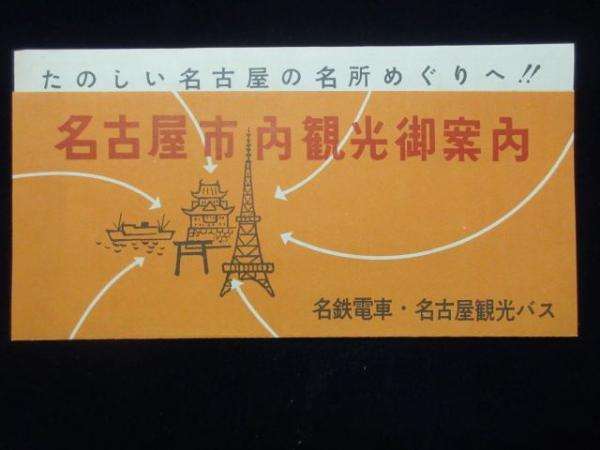 たのしい名古屋の名所めぐりへ!!
名古屋市内観光御案内
名鉄電車・名古屋観光バス